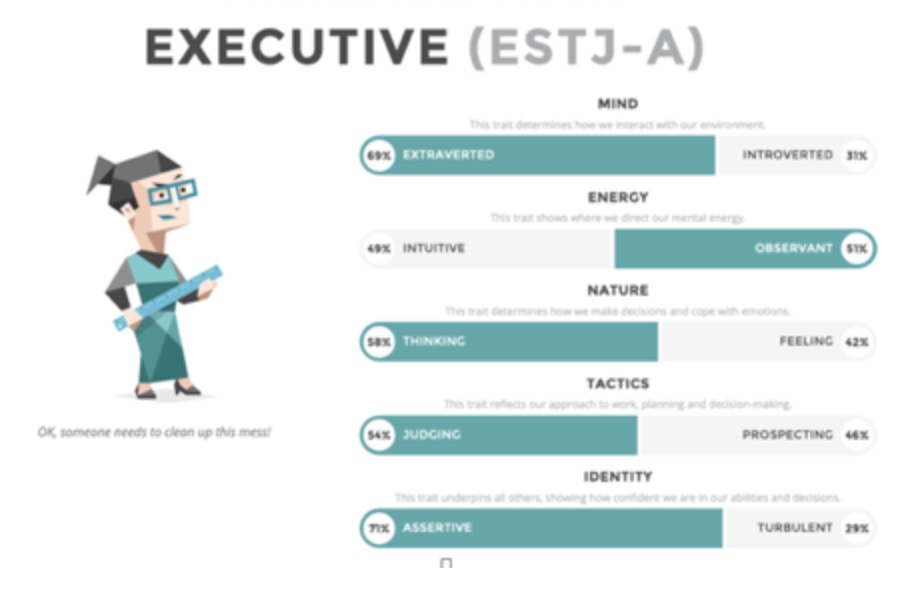 EXECUTIVE (ESTJ-A)
MIND
This trait determines how we interact with our environment.
69% EXTRAVERTED INTROVERTED 31%
ENERGY
This trait shows where we direct our mental energy.
49% INTUITIVE OBSERVANT 51%
NATURE
This trait determines how we make decisions and cope with emotions.
58% THINKING FEELING 42%
TACTICS
This trait reflects our approach to work, planning and decision-making.
54% JUDGING PROSPECTING 46%
IDENTITY
This trait underpins all others, showing how confident we are in our abilities and decisions.
71% ASSERTIVE TURBULENT 29%
OK, someone needs to clean up this mess!